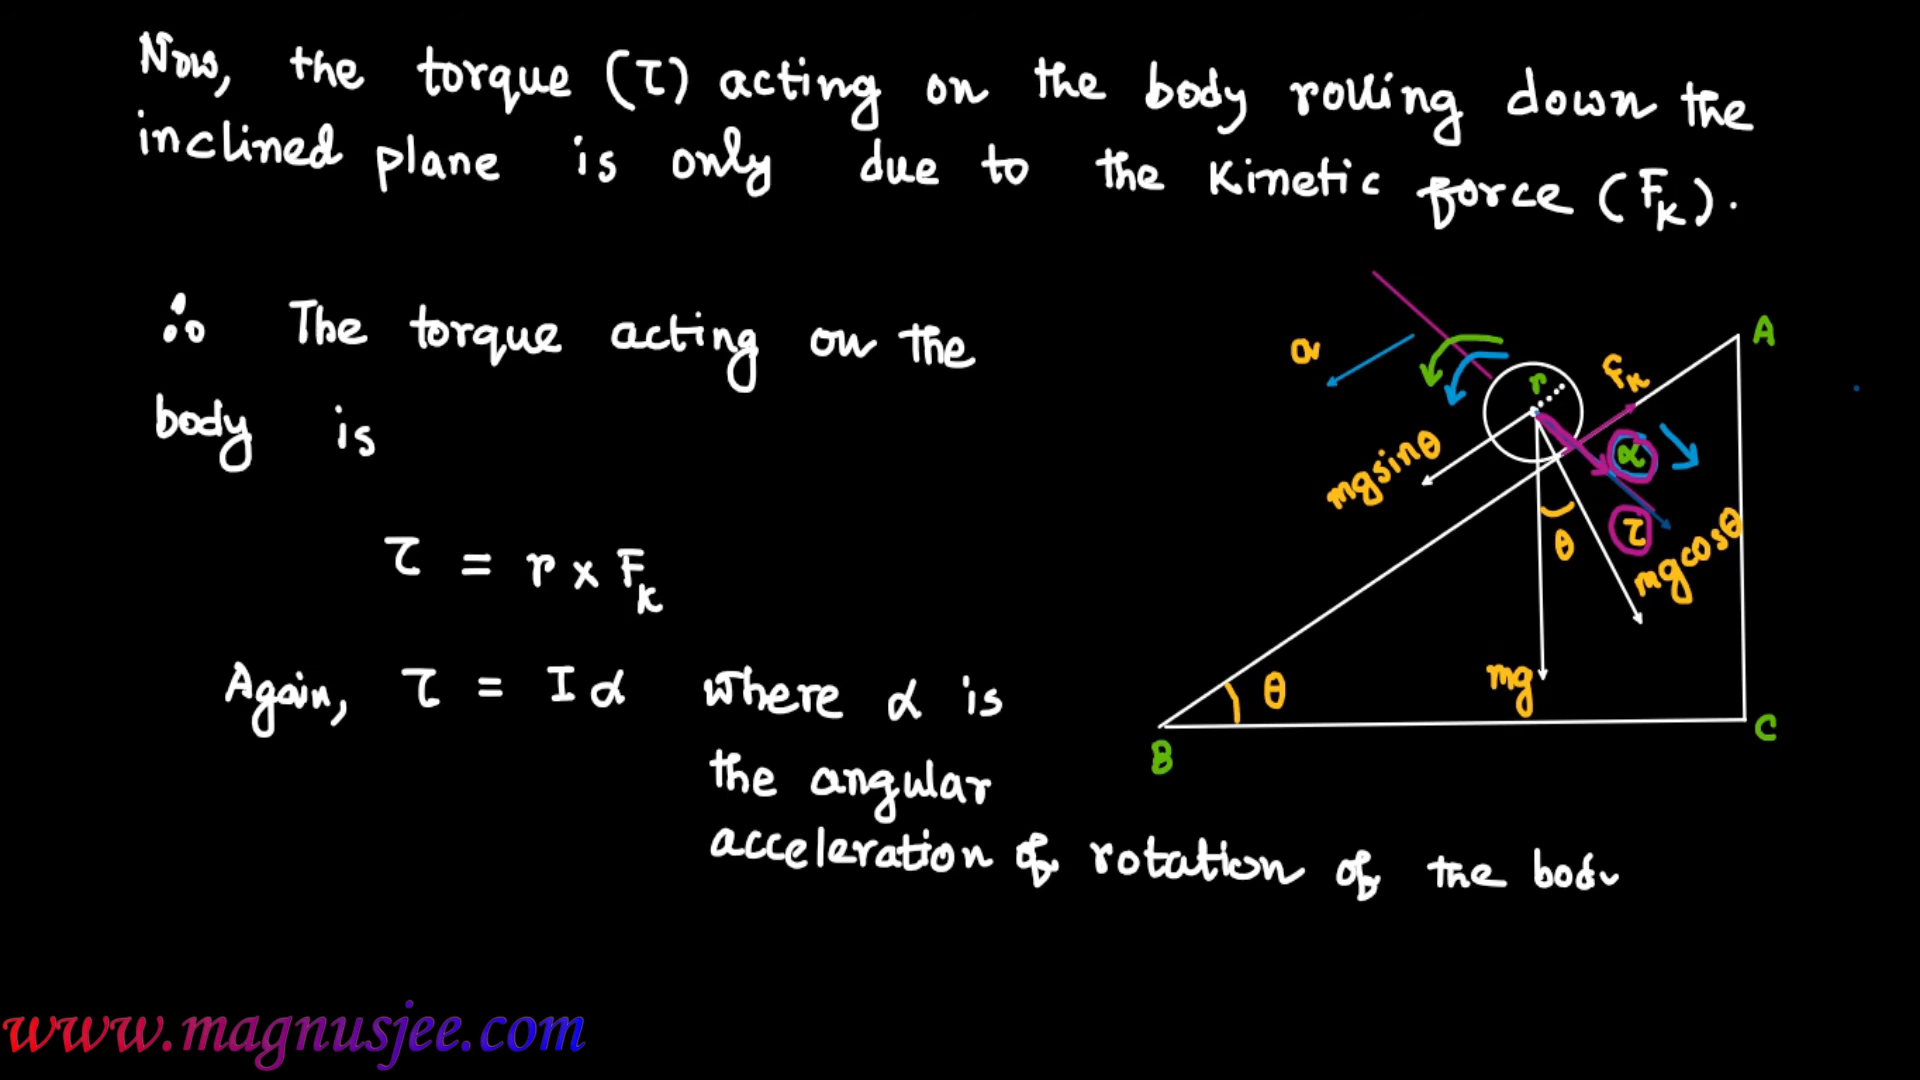 Now, the torque (τ) acting on the body rolling down the
inclined plane is only due to the kinetic force (Fk).
∴ The torque acting on the
body is
τ = r × Fk
Again, τ = Iα where α is
the angular
acceleration of rotation of the body
A
a
r
fk
α
mgsinθ
τ
θ
mgcosθ
mg
θ
B
C
www.magnusjee.com